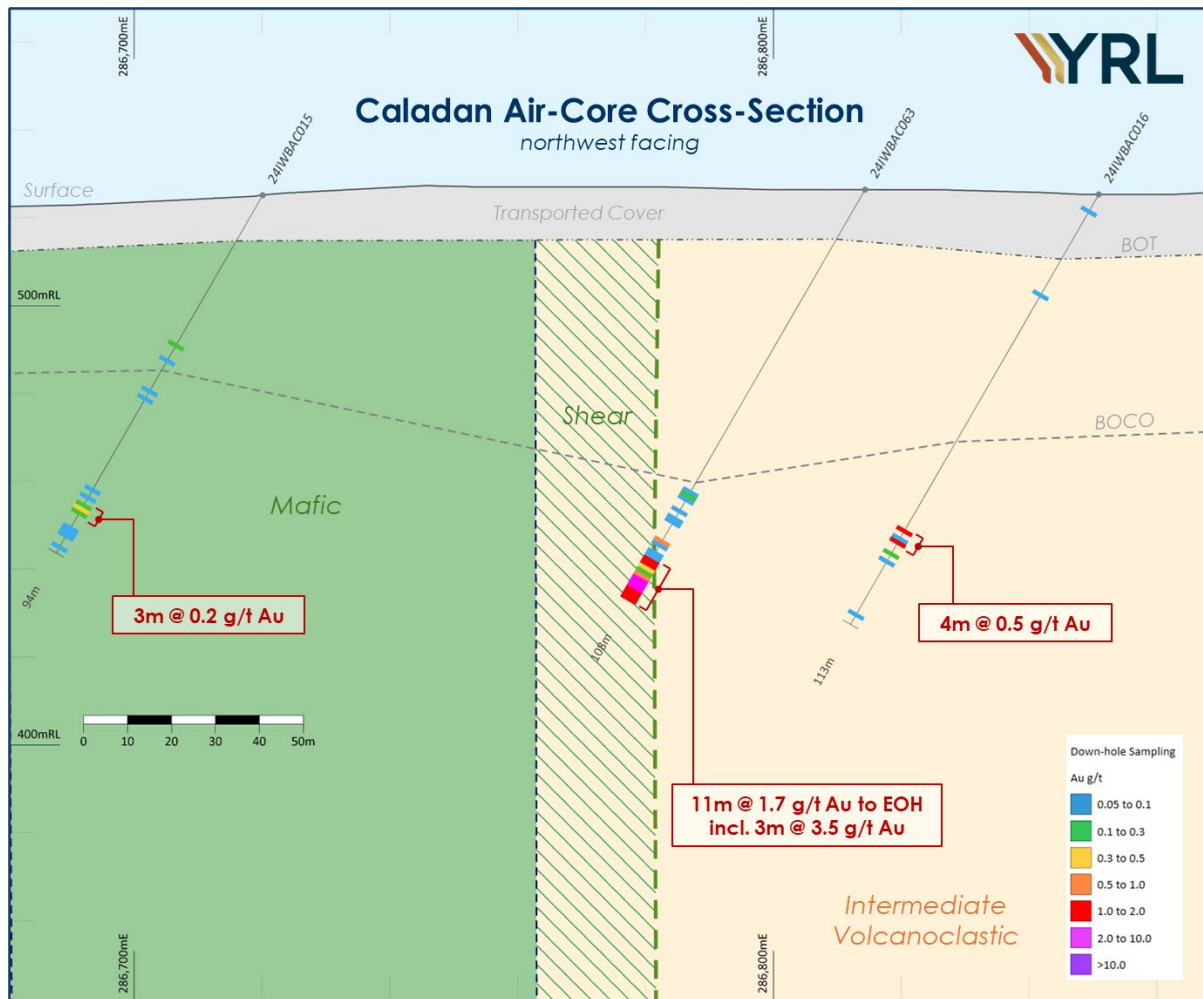 286,700mE
286,800mE
YRL
Caladan Air-Core Cross-Section
northwest facing
24IWBAC015
24IWBAC063
24IWBAC016
Surface
Transported Cover
BOT
500mRL
Shear
BOCO
Mafic
94m
3m @ 0.2 g/t Au
108m
4m @ 0.5 g/t Au
113m
0 10 20 30 40 50m
400mRL
11m @ 1.7 g/t Au to EOH
incl. 3m @ 3.5 g/t Au
Down-hole Sampling
Au g/t
0.05 to 0.1
0.1 to 0.3
0.3 to 0.5
0.5 to 1.0
1.0 to 2.0
2.0 to 10.0
>10.0
Intermediate
Volcanoclastic
286,700mE
286,800mE